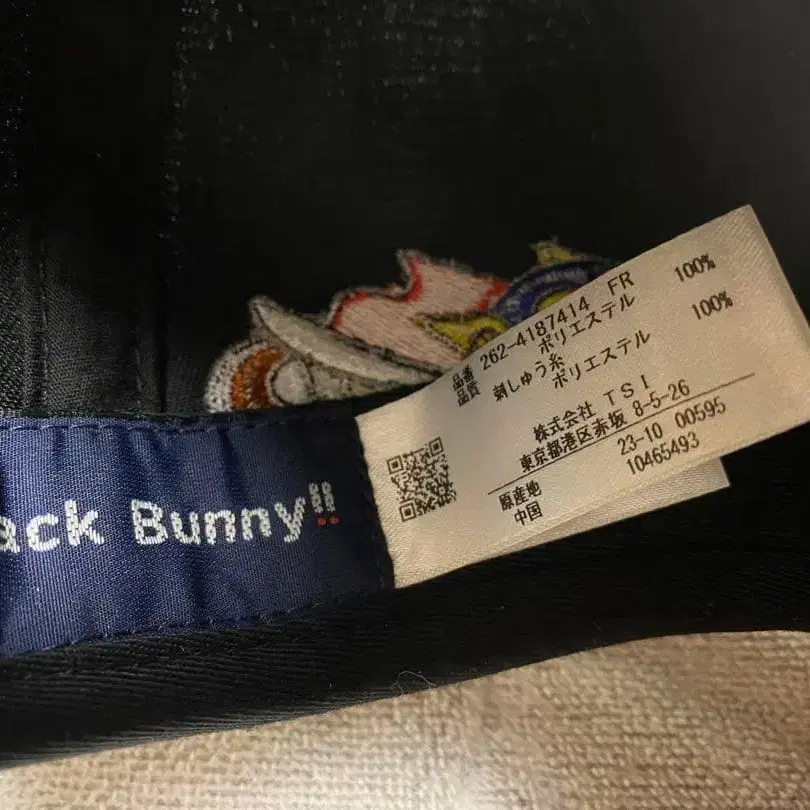 ack Bunny!!
品番 262-4187414 FR
品質 ポリエステル 100%
刺しゅう糸
ポリエステル 100%
株式会社 TSI
東京都港区赤坂 8-5-26
23-10 00595
10465493
原産地
中国